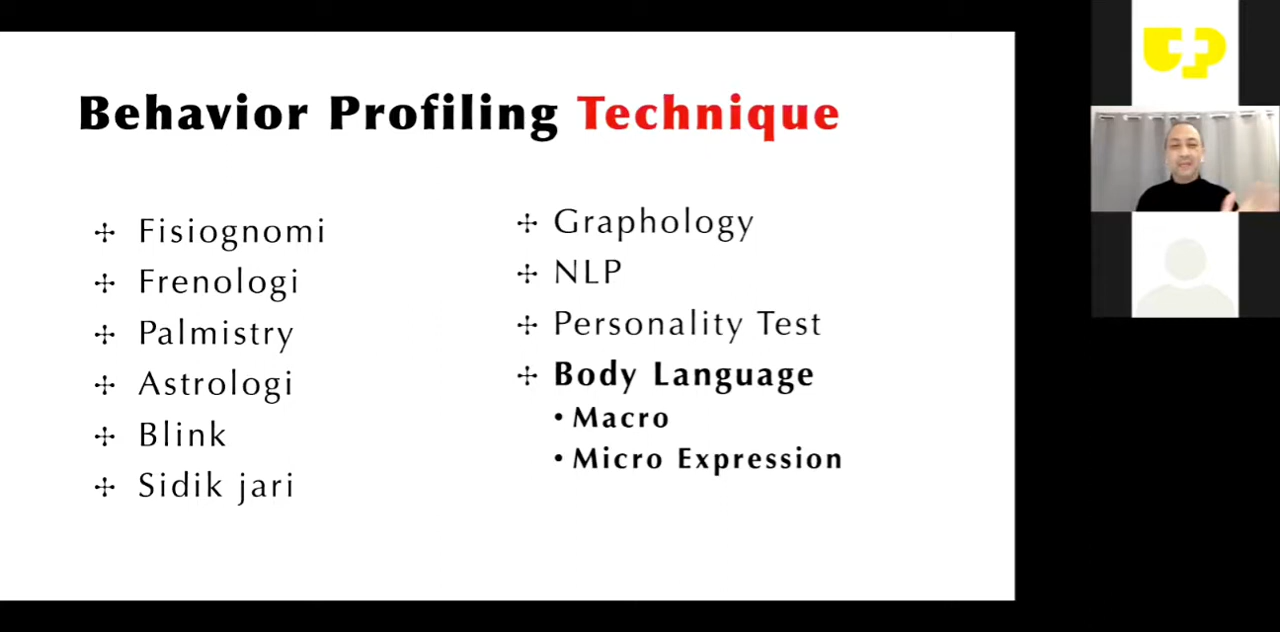 Behavior Profiling Technique
Fisiognomi
Frenologi
Palmistry
Astrologi
Blink
Sidik jari
Graphology
NLP
Personality Test
Body Language
• Macro
• Micro Expression